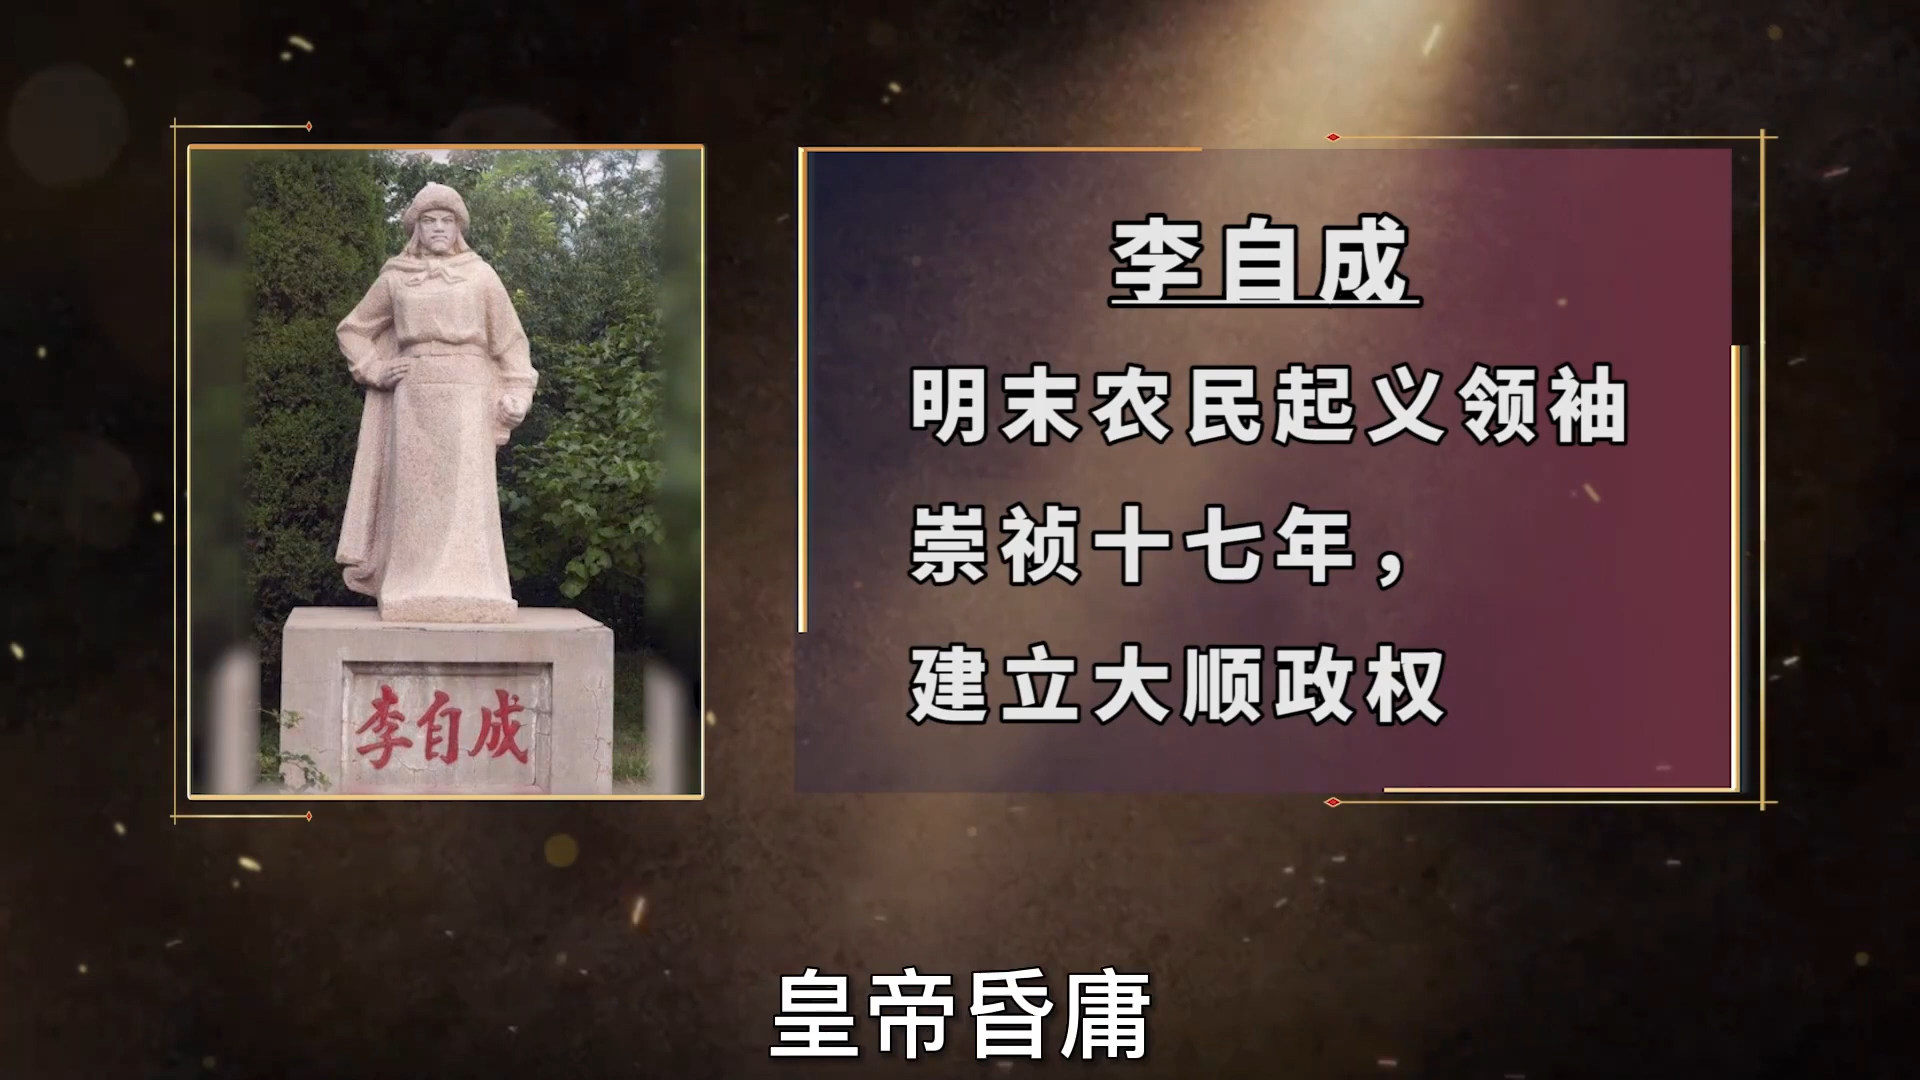 李自成
李自成
明末农民起义领袖
崇祯十七年，
建立大顺政权
皇帝昏庸